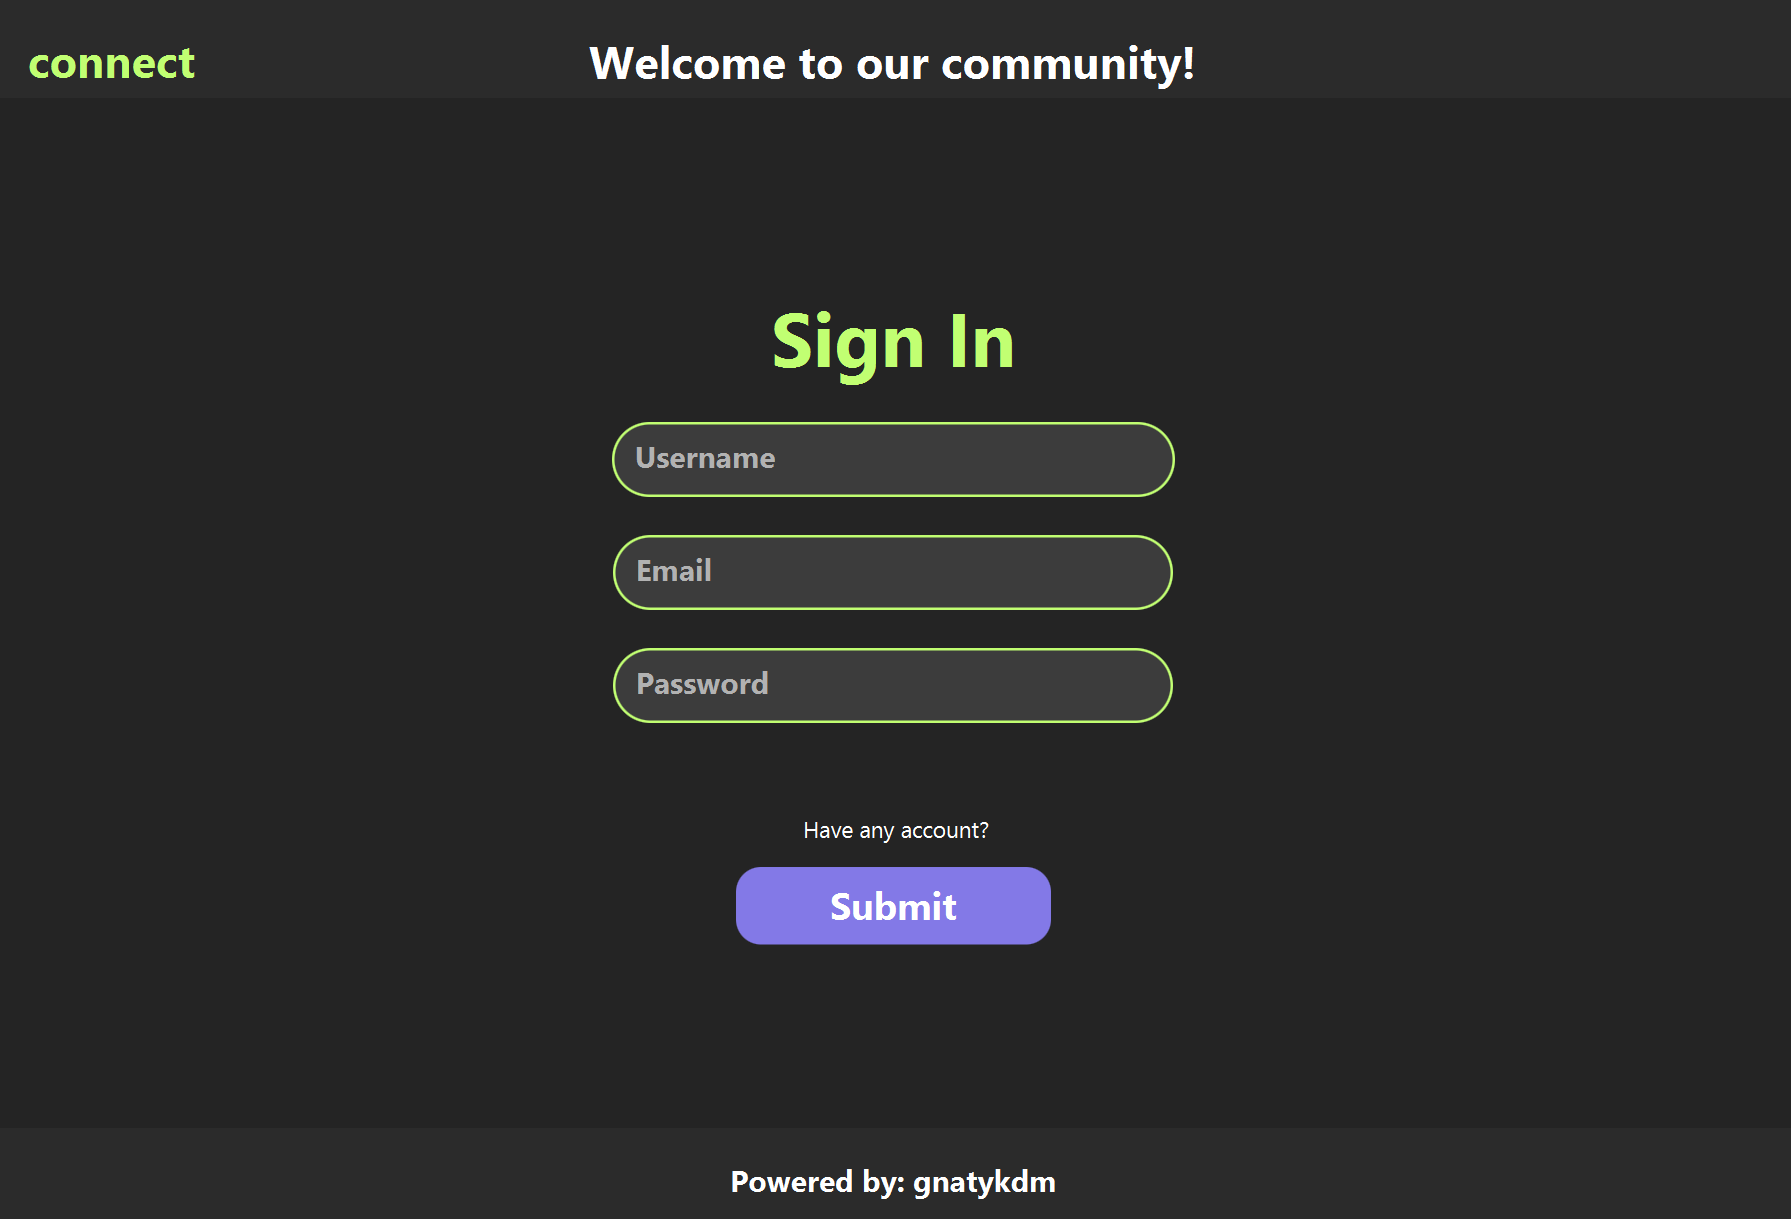 connect
Welcome to our community!
Sign In
Username
Email
Password
Have any account?
Submit
Powered by: gnatykdm